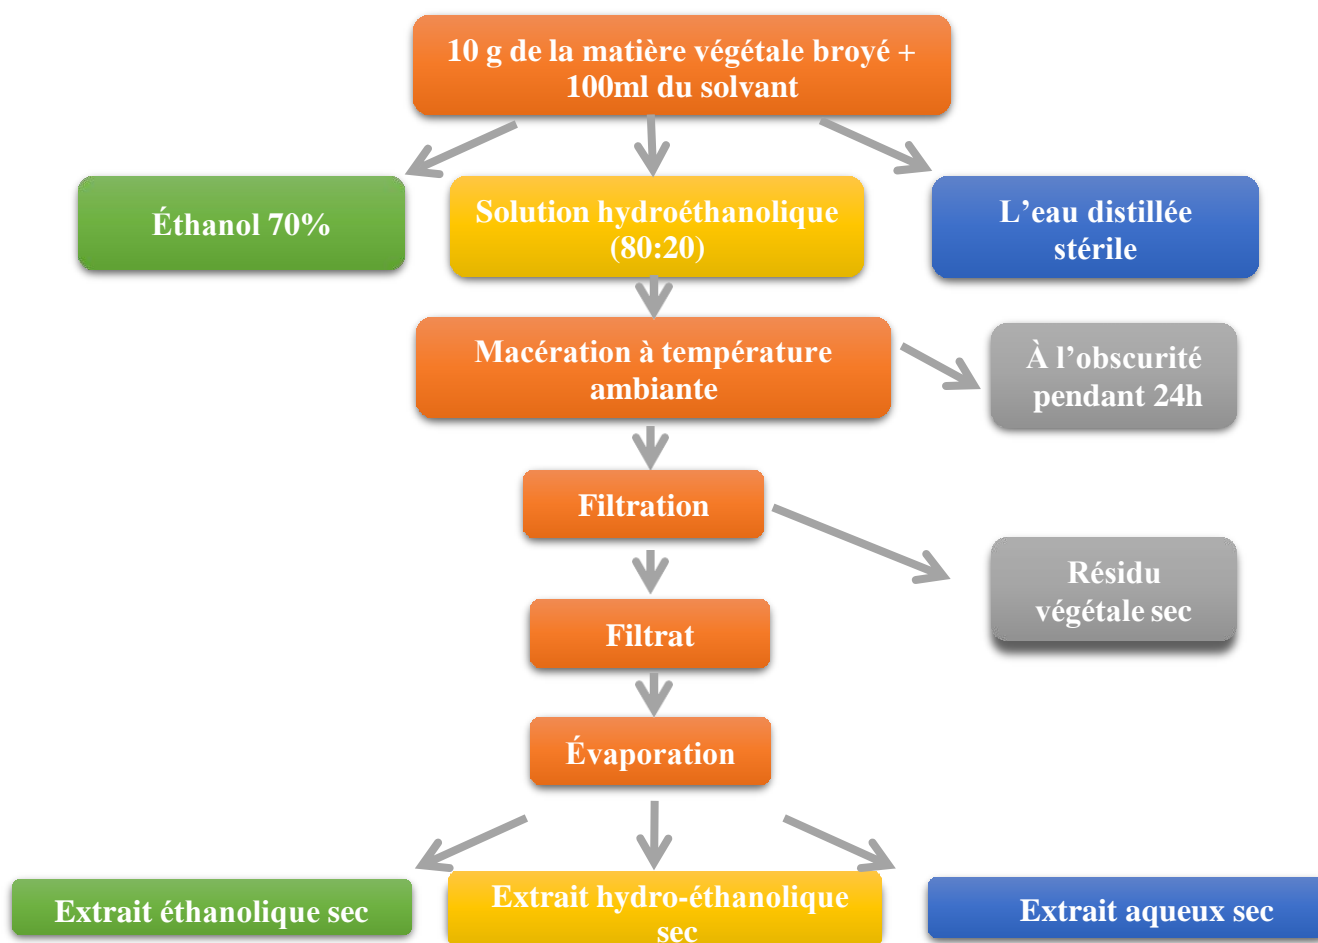 10 g de la matière végétale broyé +
100ml du solvant
Éthanol 70%
Solution hydroéthanolique
(80:20)
L’eau distillée
stérile
Macération à température
ambiante
À l’obscurité
pendant 24h
Filtration
Résidu
végétale sec
Filtrat
Évaporation
Extrait éthanolique sec
Extrait hydro-éthanolique
sec
Extrait aqueux sec